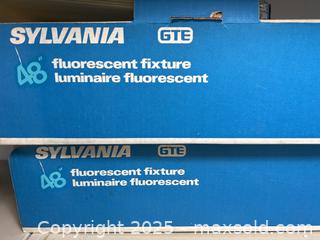 SYLVANIA GTE
48" fluorescent fixture
luminaire fluorescent
SYLVANIA GTE
48" fluorescent fixture
luminaire fluorescent
Copyright 2025 - maxsold.com